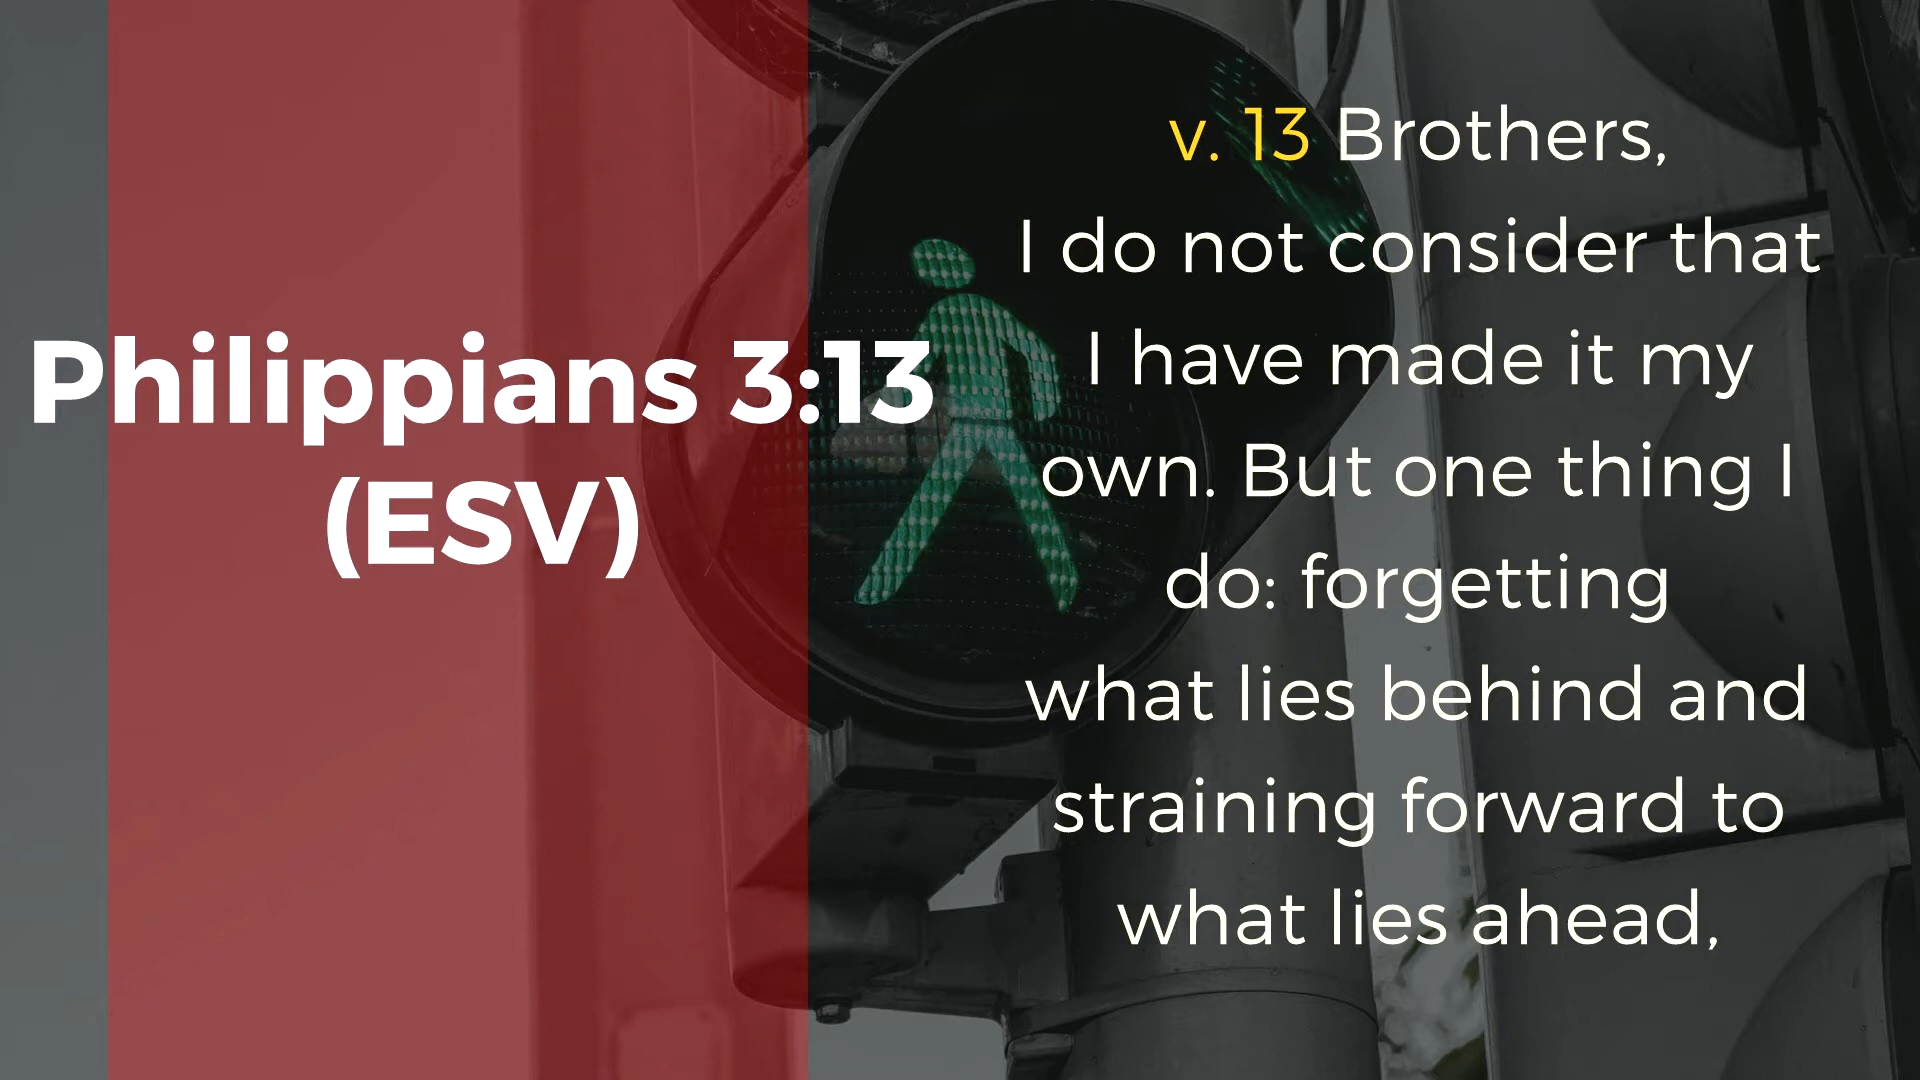 Philippians 3:13
(ESV)
v. 13 Brothers,
I do not consider that
I have made it my
own. But one thing I
do: forgetting
what lies behind and
straining forward to
what lies ahead,